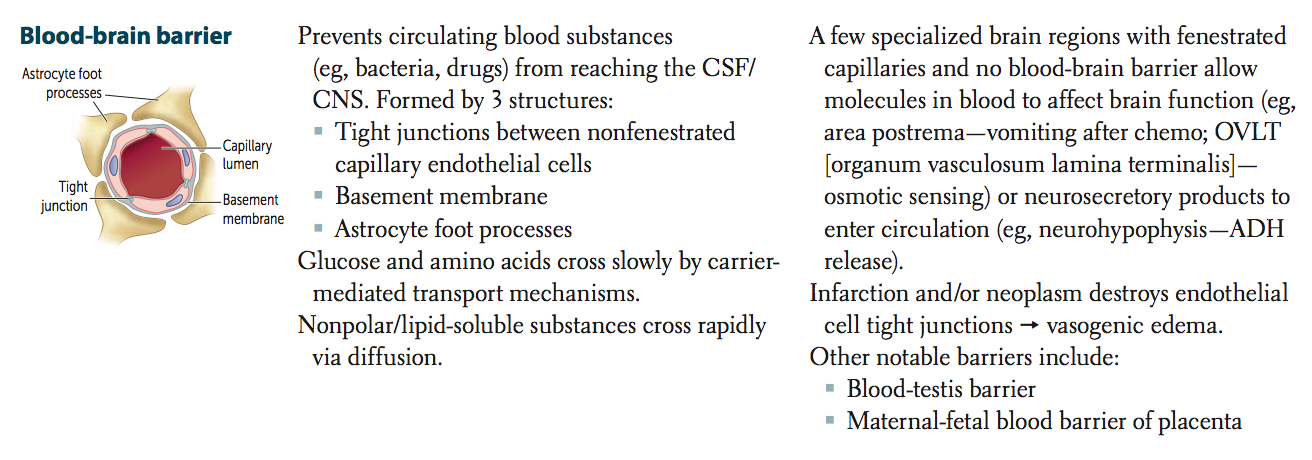 Blood-brain barrier
Astrocyte foot
processes
Capillary
lumen
Tight
junction
Basement
membrane
Prevents circulating blood substances
(eg, bacteria, drugs) from reaching the CSF/
CNS. Formed by 3 structures:
▪ Tight junctions between nonfenestrated
capillary endothelial cells
▪ Basement membrane
▪ Astrocyte foot processes
Glucose and amino acids cross slowly by carrier-
mediated transport mechanisms.
Nonpolar/lipid-soluble substances cross rapidly
via diffusion.
A few specialized brain regions with fenestrated
capillaries and no blood-brain barrier allow
molecules in blood to affect brain function (eg,
area postrema—vomiting after chemo; OVLT
[organum vasculosum lamina terminalis]—
osmotic sensing) or neurosecretory products to
enter circulation (eg, neurohypophysis—ADH
release).
Infarction and/or neoplasm destroys endothelial
cell tight junctions → vasogenic edema.
Other notable barriers include:
▪ Blood-testis barrier
▪ Maternal-fetal blood barrier of placenta